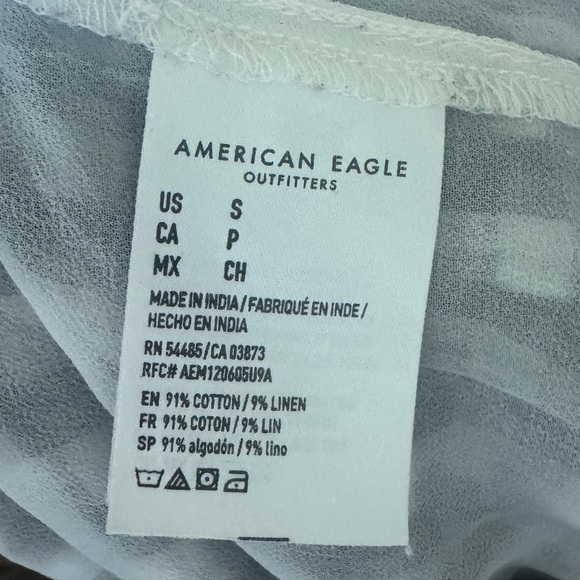 AMERICAN EAGLE
OUTFITTERS
US S
CA P
MX CH
MADE IN INDIA / FABRIQUÉ EN INDE /
HECHO EN INDIA
RN 54485 / CA 03873
RFC# AEM120605U9A
EN 91% COTTON / 9% LINEN
FR 91% COTON / 9% LIN
SP 91% algodón / 9% lino